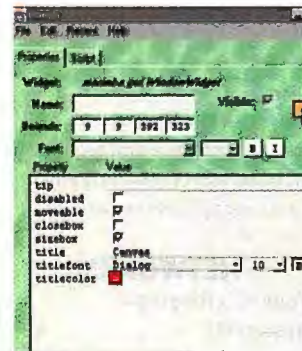 File Edit Recent Help
Properties Script
Widget:
Name: Visible:
Bounds: 9 9 392 323
Font: B I
Property Value
tip
disabled
moveable
closebox
sizebox
title Canvas
titlefont Dialog 10
titlecolor